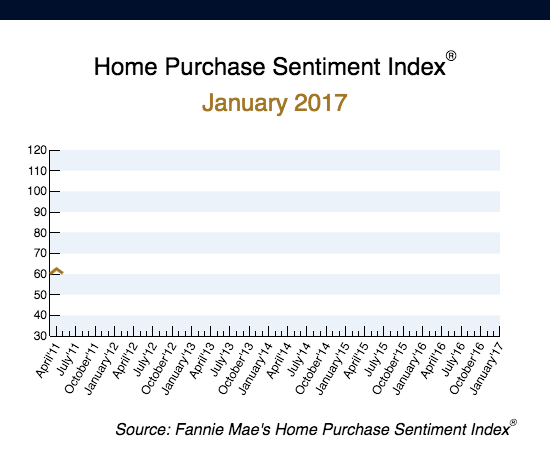 Home Purchase Sentiment Index®
January 2017
120
110
100
90
80
70
60
50
40
30
April'11
July'11
October'11
January'12
April'12
July'12
October'12
January'13
April'13
July'13
October'13
January'14
April'14
July'14
October'14
January'15
April'15
July'15
October'15
January'16
April'16
July'16
October'16
January'17
Source: Fannie Mae's Home Purchase Sentiment Index®